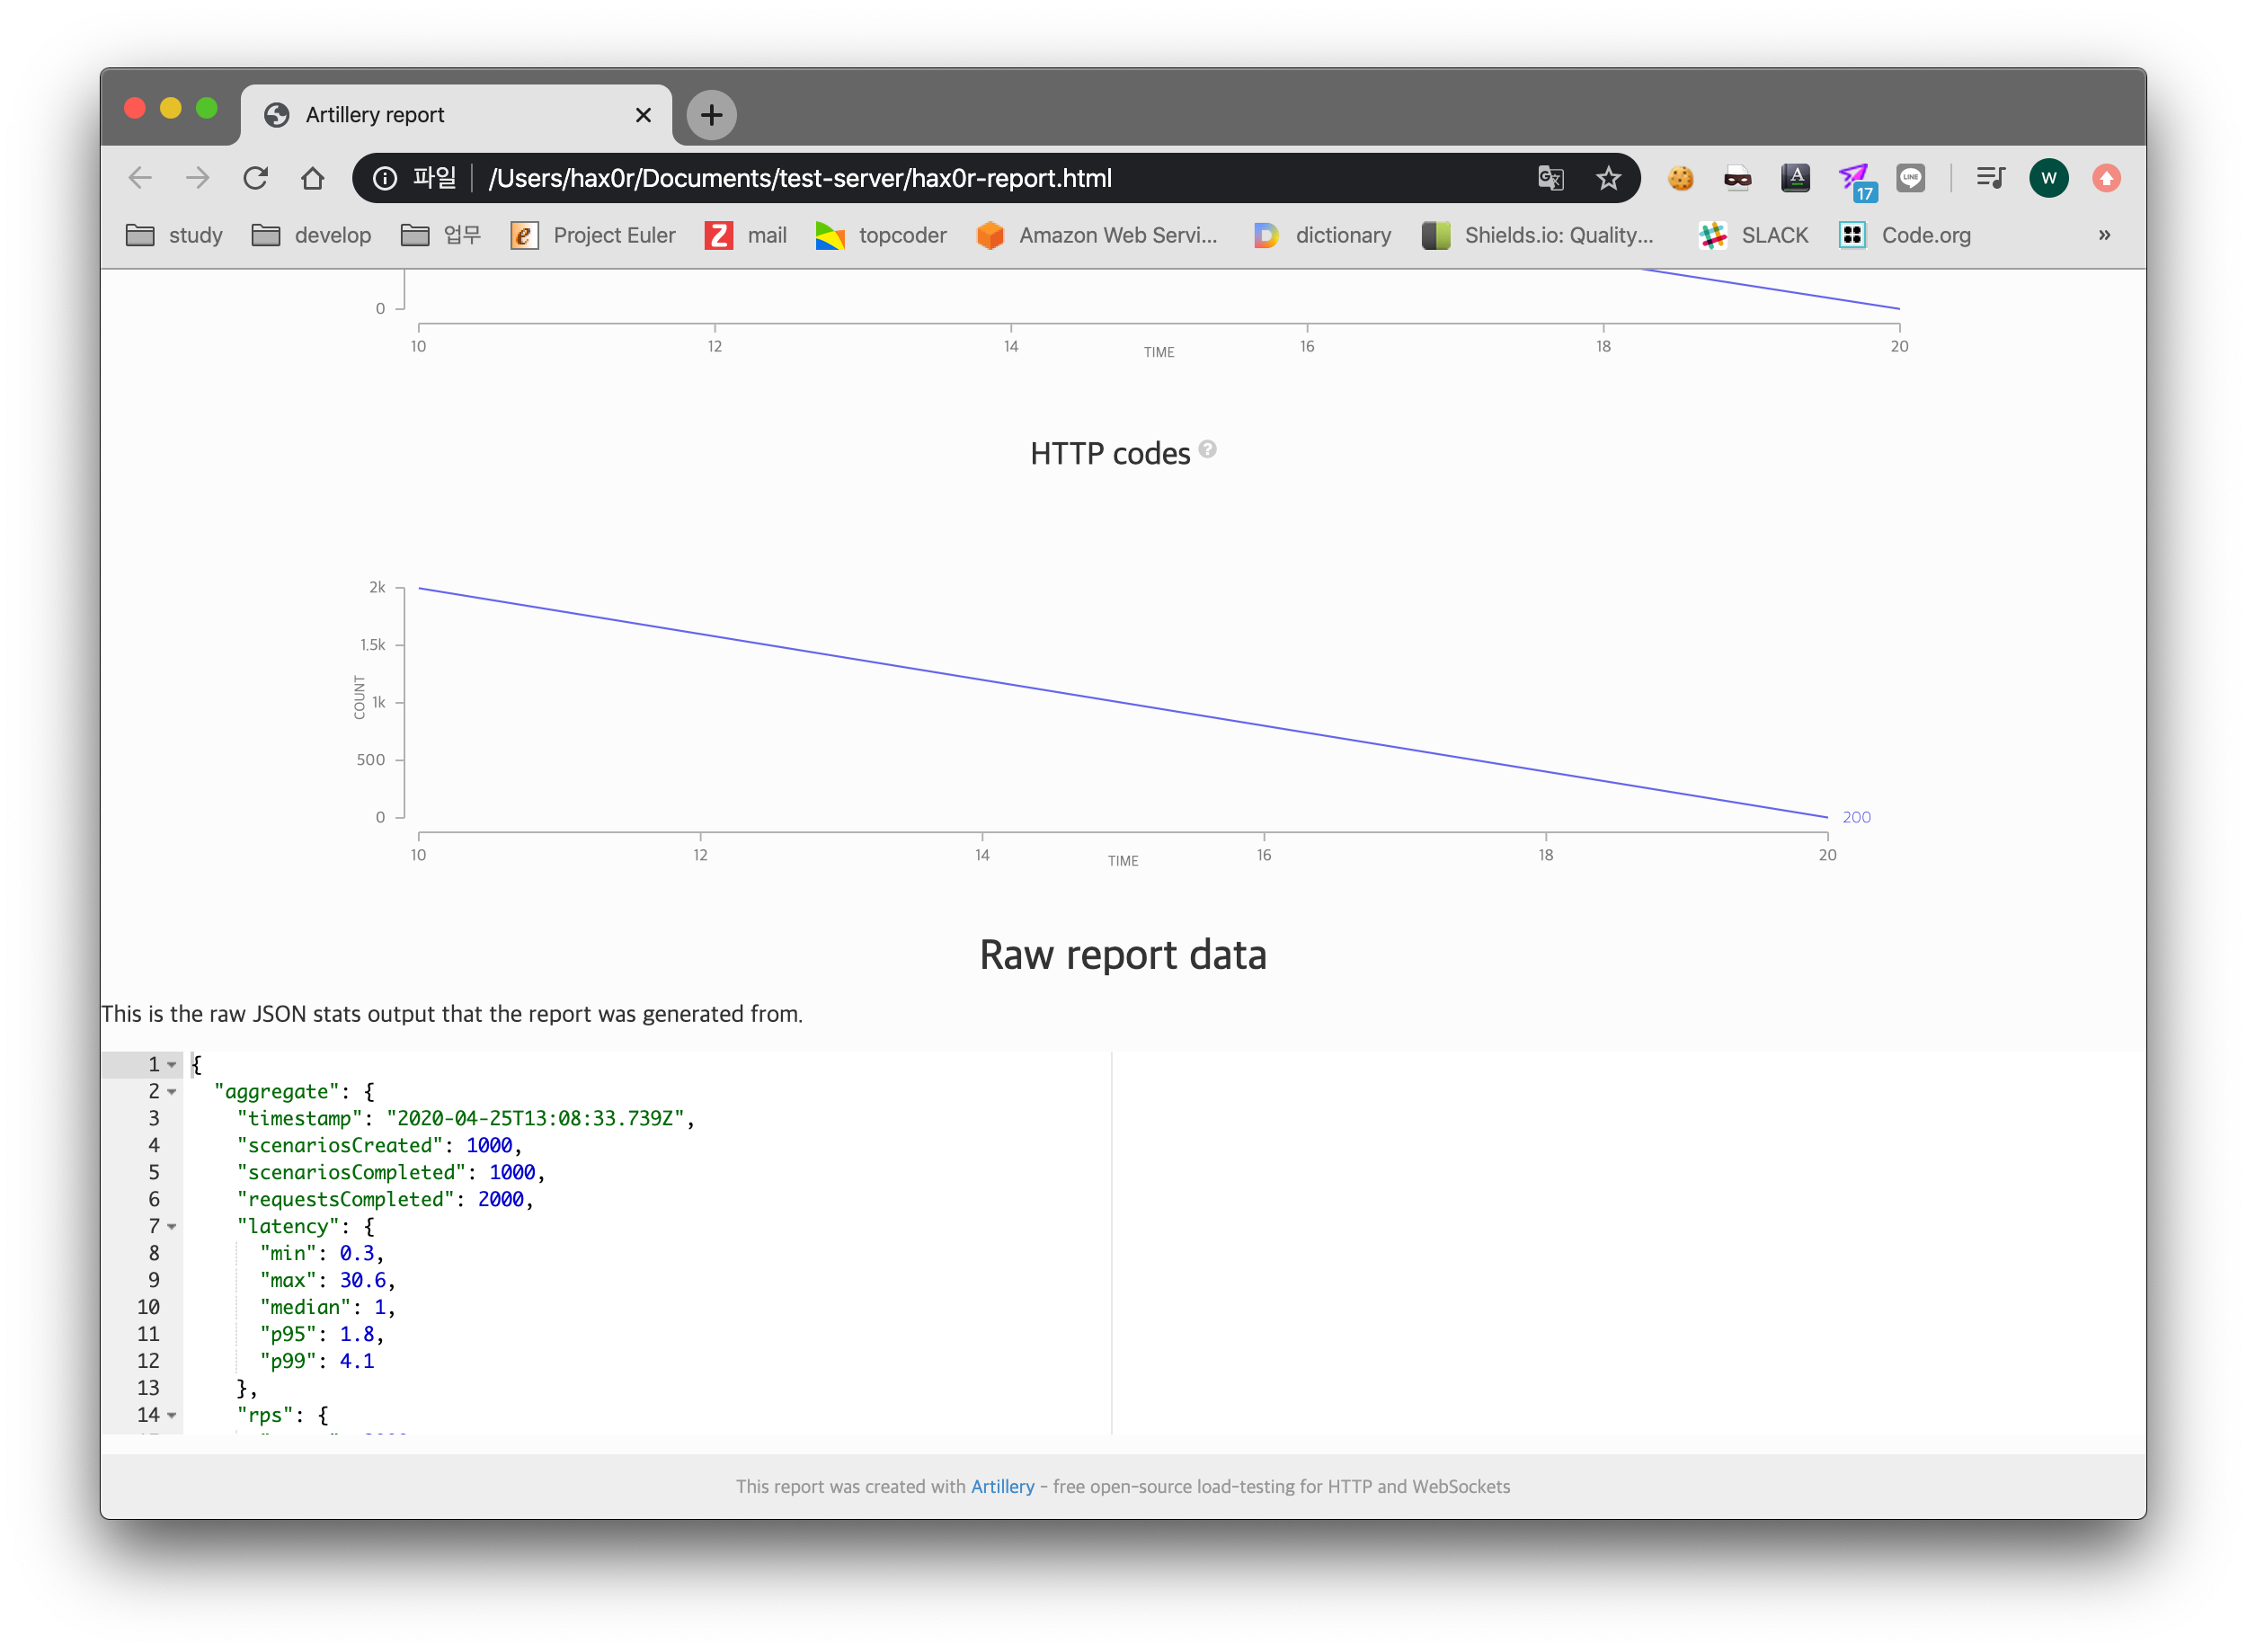 Artillery report
파일 /Users/hax0r/Documents/test-server/hax0r-report.html
A
17
LINE
W
study develop 업무 Project Euler mail topcoder Amazon Web Servi... dictionary Shields.io: Quality... SLACK Code.org »
0
10 12 14 16 18 20
TIME
HTTP codes ?
2k
1.5k
1k
500
0
COUNT
200
10 12 14 16 18 20
TIME
Raw report data
This is the raw JSON stats output that the report was generated from.
1 {
2 "aggregate": {
3 "timestamp": "2020-04-25T13:08:33.739Z",
4 "scenariosCreated": 1000,
5 "scenariosCompleted": 1000,
6 "requestsCompleted": 2000,
7 "latency": {
8 "min": 0.3,
9 "max": 30.6,
10 "median": 1,
11 "p95": 1.8,
12 "p99": 4.1
13 },
14 "rps": {
This report was created with Artillery - free open-source load-testing for HTTP and WebSockets